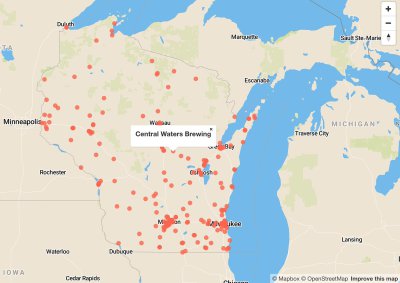 Duluth
Marquette
Sault Ste-Marie
Escanaba
Minneapolis
Wausau
Central Waters Brewing
×
Green Bay
MICHIGAN
Traverse City
Oshkosh
Rochester
Madison
Milwaukee
Waterloo
Dubuque
Lansing
IOWA
Cedar Rapids
Chicago
© Mapbox © OpenStreetMap Improve this map